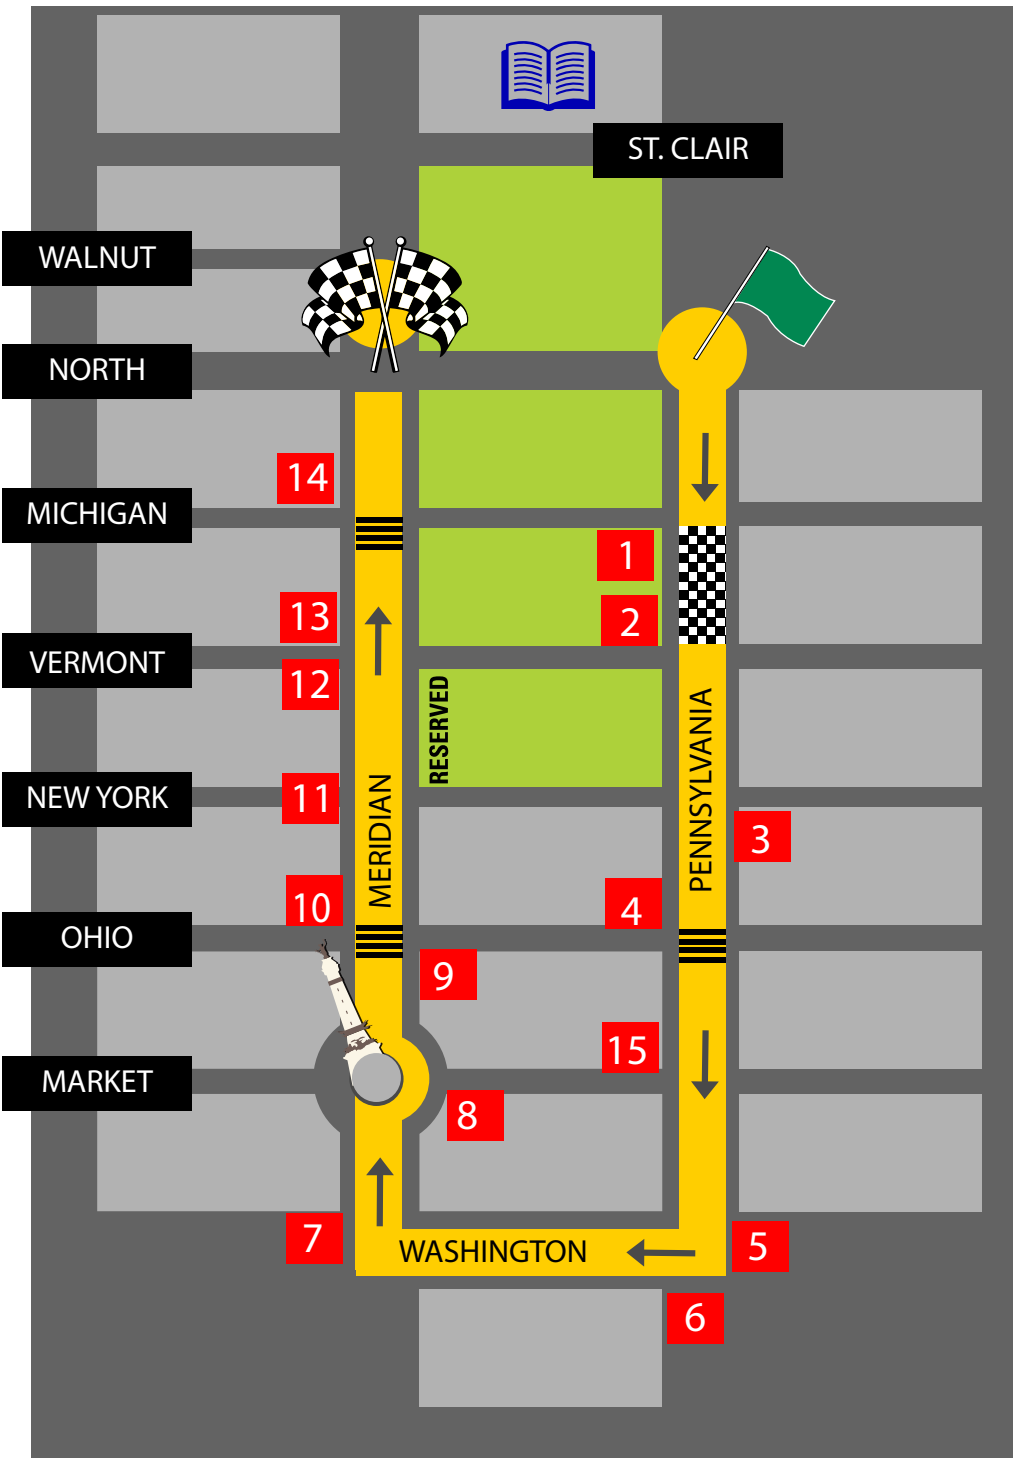 ST. CLAIR
WALNUT
NORTH
14
MICHIGAN
1
13
2
VERMONT
12
RESERVED
PENNSYLVANIA
NEW YORK
11
MERIDIAN
3
10
4
OHIO
9
15
MARKET
8
7
WASHINGTON
5
6